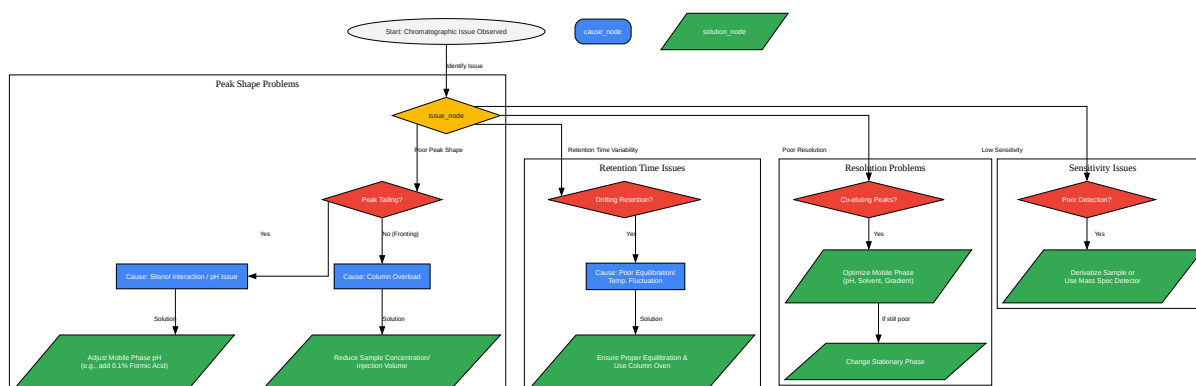 Start: Chromatographic Issue Observed
cause_node
solution_node
Identify Issue
Peak Shape Problems
issue_node
Poor Peak Shape
Retention Time Variability
Poor Resolution
Low Sensitivity
Retention Time Issues
Resolution Problems
Sensitivity Issues
Peak Tailing?
Drifting Retention?
Co-eluting Peaks?
Poor Detection?
Yes
No (Fronting)
Yes
Yes
Yes
Cause: Silanol Interaction / pH Issue
Cause: Column Overload
Cause: Poor Equilibration/
Temp. Fluctuation
Optimize Mobile Phase
(pH, Solvent, Gradient)
Derivatize Sample or
Use Mass Spec Detector
Solution
Solution
Solution
If still poor
Adjust Mobile Phase pH
(e.g., add 0.1% Formic Acid)
Reduce Sample Concentration/
Injection Volume
Ensure Proper Equilibration &
Use Column Oven
Change Stationary Phase